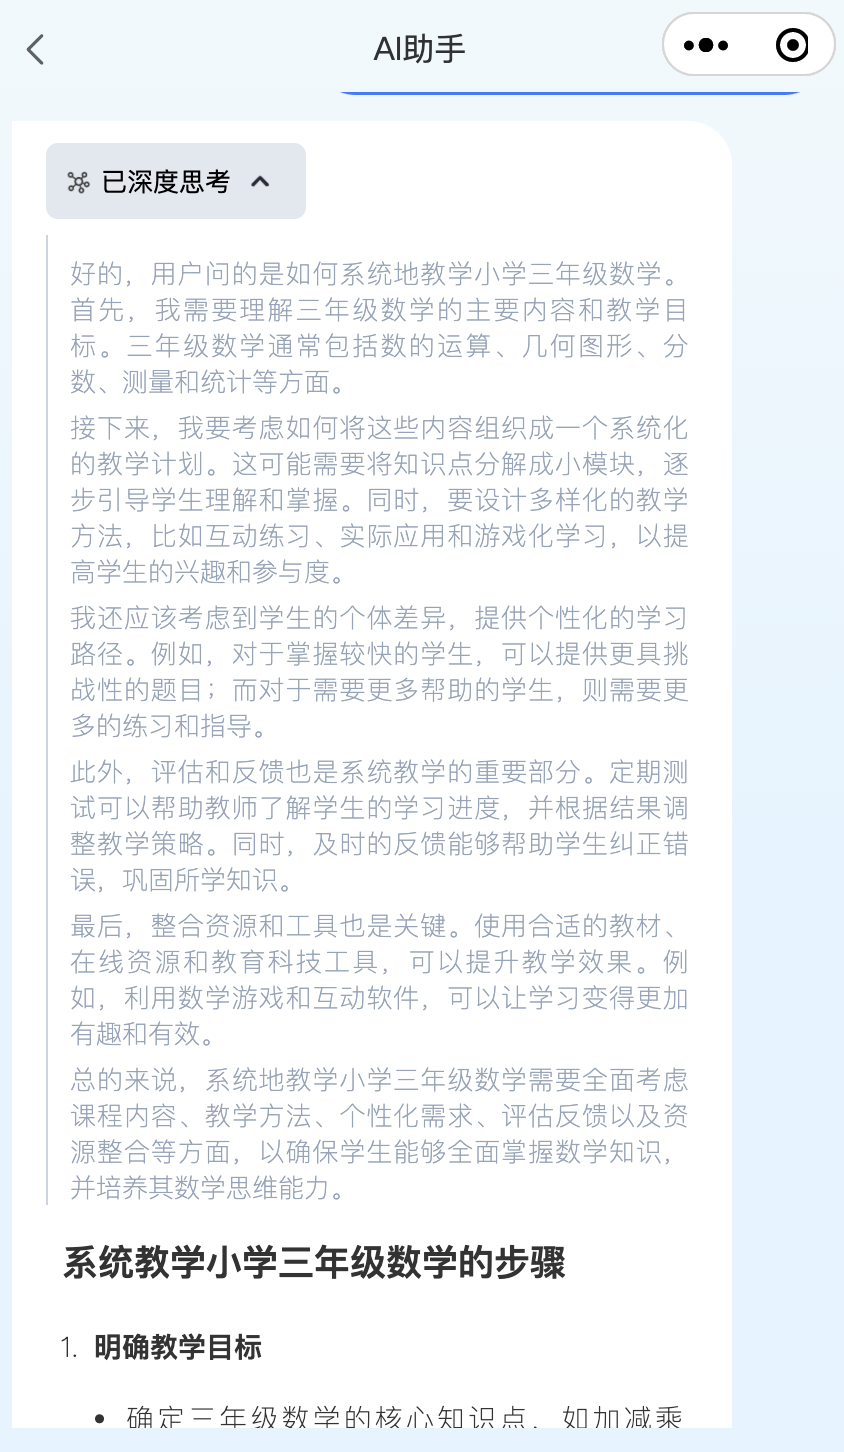 AI助手
已深度思考
好的，用户问的是如何系统地教学小学三年级数学。
首先，我需要理解三年级数学的主要内容和教学目
标。三年级数学通常包括数的运算、几何图形、分
数、测量和统计等方面。
接下来，我要考虑如何将这些内容组织成一个系统化
的教学计划。这可能需要将知识点分解成小模块，逐
步引导学生理解和掌握。同时，要设计多样化的教学
方法，比如互动练习、实际应用和游戏化学习，以提
高学生的兴趣和参与度。
我还应该考虑到学生的个体差异，提供个性化的学习
路径。例如，对于掌握较快的学生，可以提供更具挑
战性的题目；而对于需要更多帮助的学生，则需要更
多的练习和指导。
此外，评估和反馈也是系统教学的重要部分。定期测
试可以帮助教师了解学生的学习进度，并根据结果调
整教学策略。同时，及时的反馈能够帮助学生纠正错
误，巩固所学知识。
最后，整合资源和工具也是关键。使用合适的教材、
在线资源和教育科技工具，可以提升教学效果。例
如，利用数学游戏和互动软件，可以让学习变得更加
有趣和有效。
总的来说，系统地教学小学三年级数学需要全面考虑
课程内容、教学方法、个性化需求、评估反馈以及资
源整合等方面，以确保学生能够全面掌握数学知识，
并培养其数学思维能力。
系统教学小学三年级数学的步骤
1. 明确教学目标
• 确定三年级数学的核心知识点，如加减乘